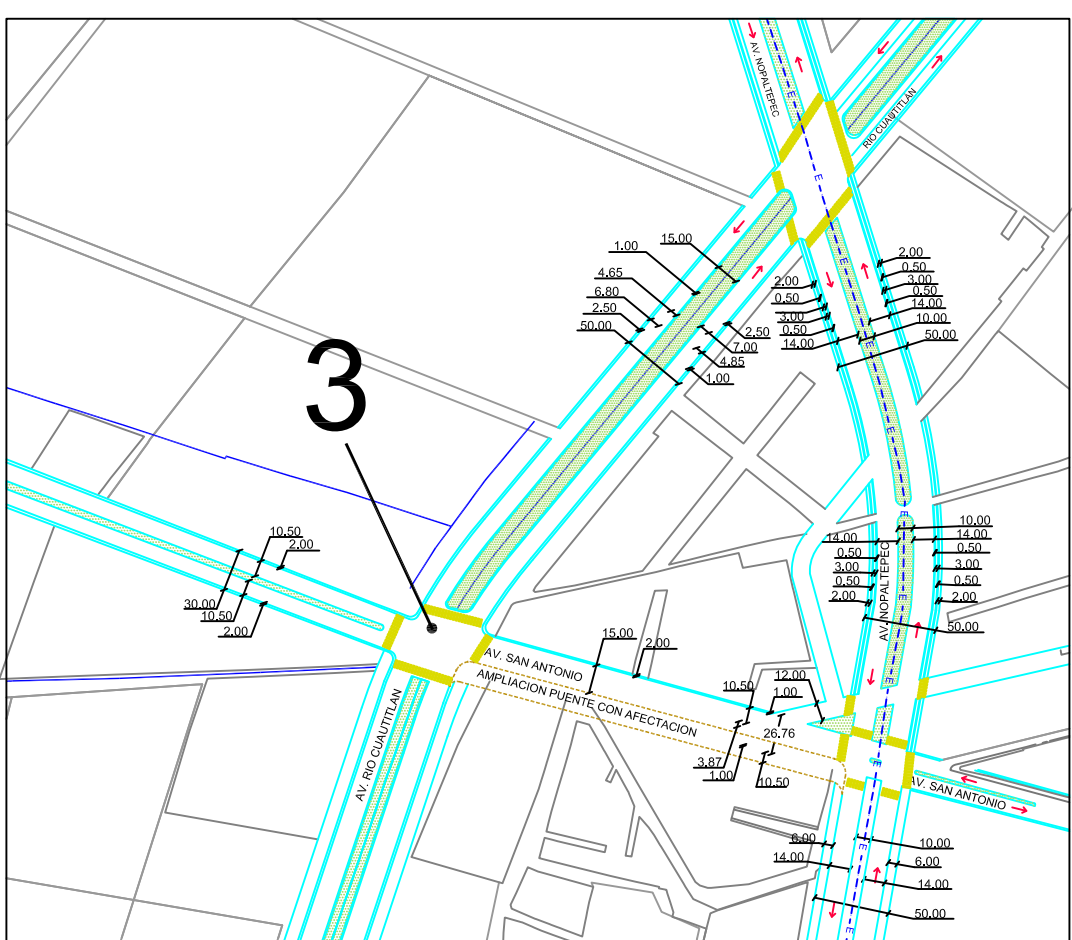 AV. NOPALTEPEC
E
RIO CUAUTITLAN
E
15.00
1.00
4.65
6.80
2.50
50.00
2.50
7.00
4.85
1.00
E
2.00
0.50
3.00
0.50
14.00
2.00
0.50
3.00
0.50
14.00
10.00
50.00
E
3
E
10.50
2.00
30.00
10.50
2.00
E
10.00
14.00
14.00
0.50
3.00
0.50
2.00
0.50
3.00
0.50
2.00
50.00
AV. NOPALTEPEC
E
E
E
15.00
2.00
AV. SAN ANTONIO
AMPLIACION PUENTE CON AFECTACION
10.50
12.00
1.00
26.76
3.87
1.00
10.50
AV. RIO CUAUTITLAN
E
AV. SAN ANTONIO
6.00
14.00
10.00
6.00
14.00
50.00
E
E
E